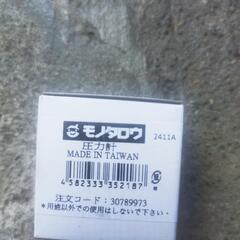 モノタロウ
2411A
圧力計
MADE IN TAIWAN
4 582333 352187
注文コード：30789973
*用途以外での使用はしないで下さい。